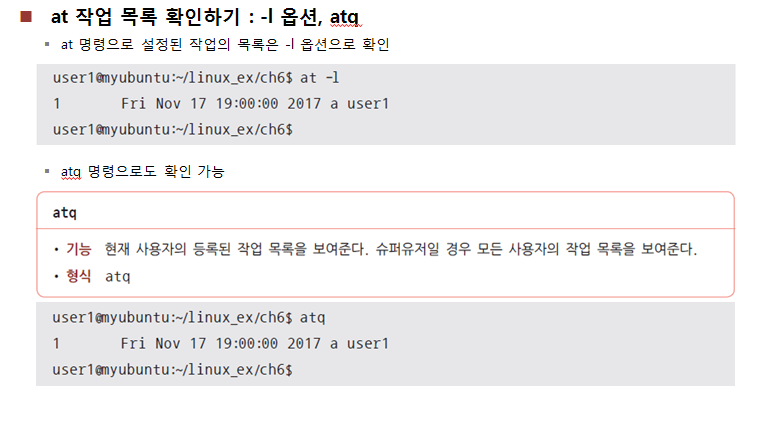 at 작업 목록 확인하기 : -l 옵션, atq
at 명령으로 설정된 작업의 목록은 -l 옵션으로 확인
user1@myubuntu:~/linux_ex/ch6$ at -l
1 Fri Nov 17 19:00:00 2017 a user1
user1@myubuntu:~/linux_ex/ch6$
atq 명령으로도 확인 가능
atq
• 기능 현재 사용자의 등록된 작업 목록을 보여준다. 슈퍼유저일 경우 모든 사용자의 작업 목록을 보여준다.
• 형식 atq
user1@myubuntu:~/linux_ex/ch6$ atq
1 Fri Nov 17 19:00:00 2017 a user1
user1@myubuntu:~/linux_ex/ch6$